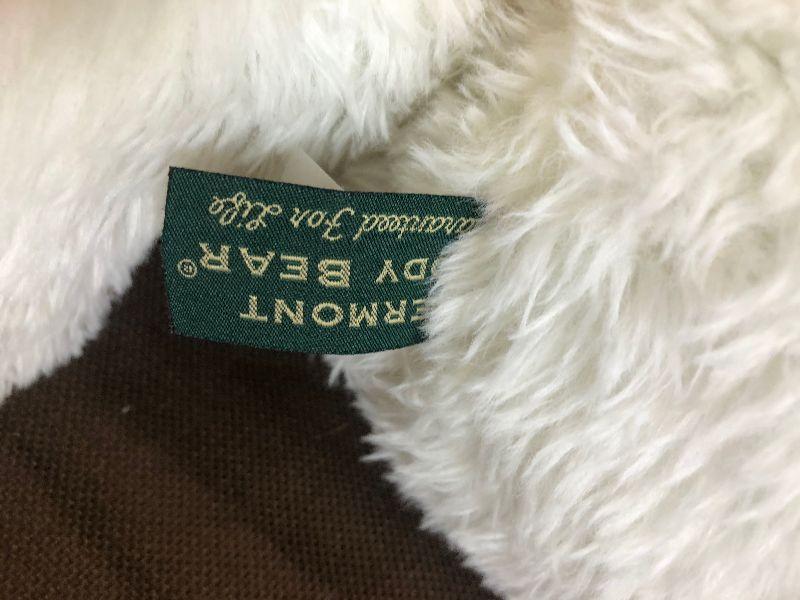 ERMONT
DY BEAR®
aranteed For Life